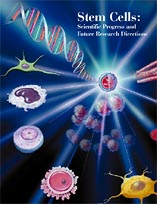 Stem Cells:
Scientific Progress and
Future Research Directions